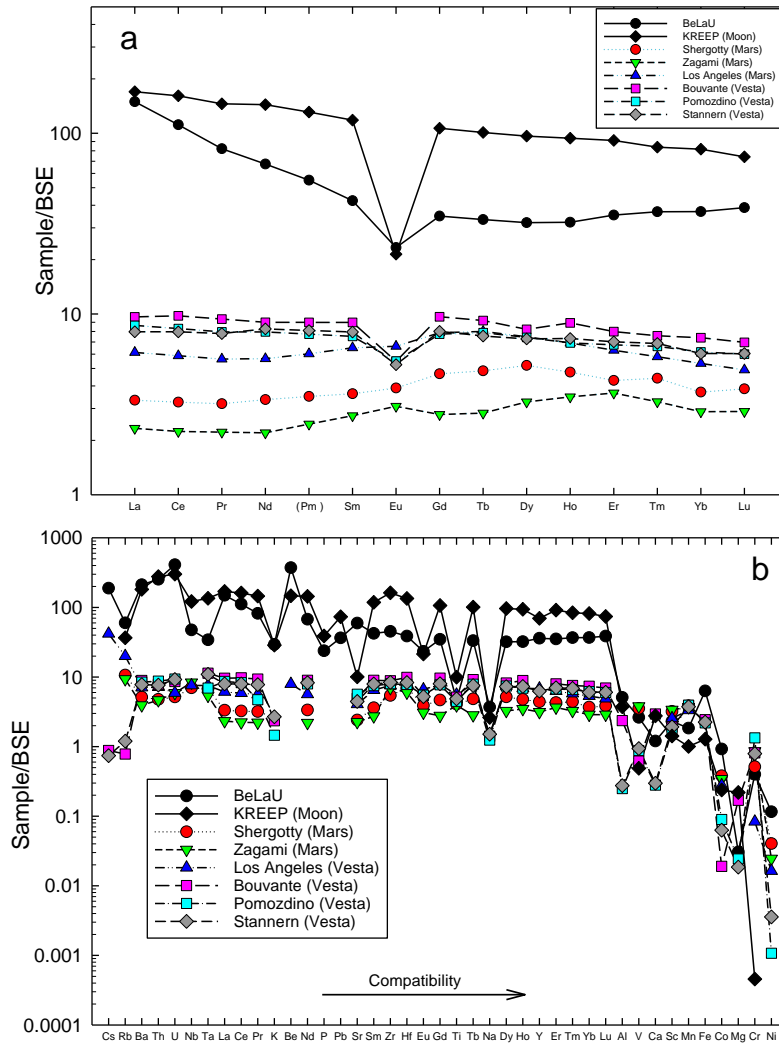 a
BeLaU
KREEP (Moon)
Shergotty (Mars)
Zagami (Mars)
Los Angeles (Mars)
Bouvante (Vesta)
Pomozdino (Vesta)
Stannern (Vesta)
Sample/BSE
100
10
1
La Ce Pr Nd (Pm) Sm Eu Gd Tb Dy Ho Er Tm Yb Lu
b
Sample/BSE
1000
100
10
1
0.1
0.01
0.001
0.0001
BeLaU
KREEP (Moon)
Shergotty (Mars)
Zagami (Mars)
Los Angeles (Vesta)
Bouvante (Vesta)
Pomozdino (Vesta)
Stannern (Vesta)
Compatibility
Cs Rb Ba Th U Nb Ta La Ce Pr K Be Nd P Pb Sr Sm Zr Hf Eu Gd Ti Tb Na Dy Ho Y Er Tm Yb Lu Al V Ca Sc Mn Fe Co Mg Cr Ni